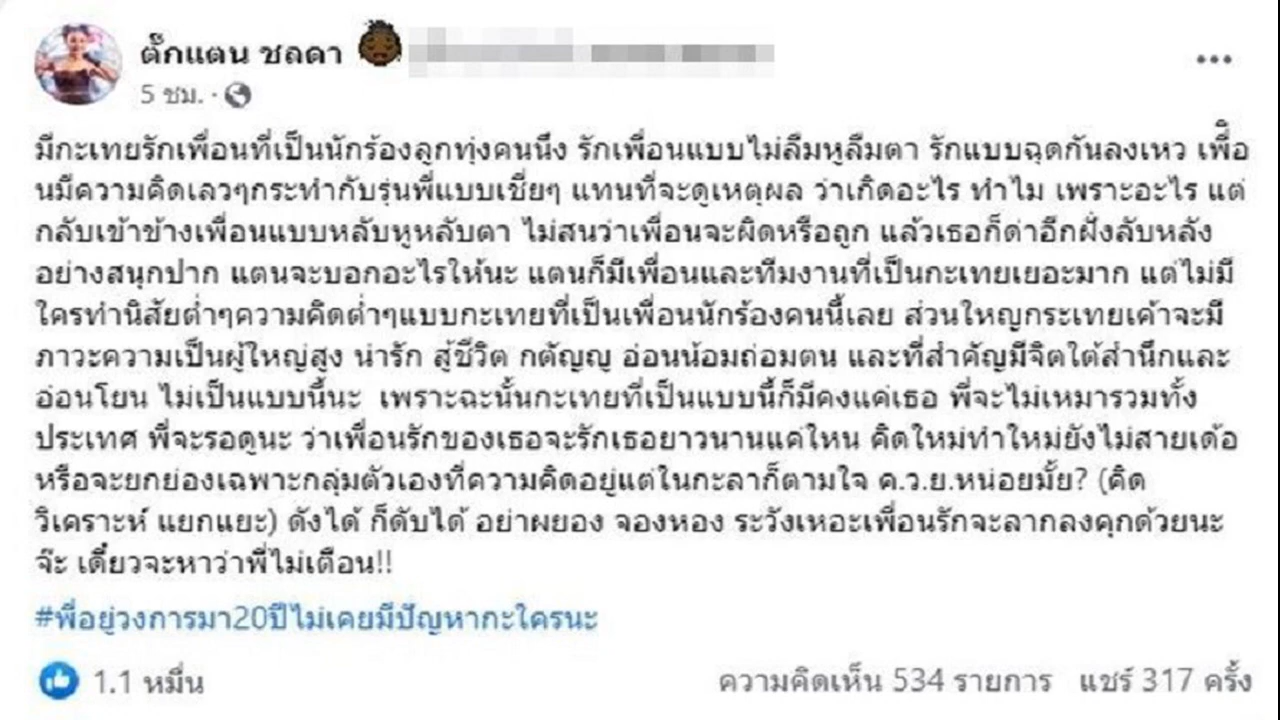 ตั๊กแตน ชลดา
5 ชม. ·
มีกะเทยรักเพื่อนที่เป็นนักร้องลูกทุ่งคนนึง รักเพื่อนแบบไม่ลืมหูลืมตา รักแบบฉุดกันลงเหว เพื่อ
นมีความคิดเลวๆกระทำกับรุ่นพี่แบบเชี่ยๆ แทนที่จะดูเหตุผล ว่าเกิดอะไร ทำไม เพราะอะไร แต่
กลับเข้าข้างเพื่อนแบบหลับหูหลับตา ไม่สนว่าเพื่อนจะผิดหรือถูก แล้วเธอก็ด่าอีกฝั่งลับหลัง
อย่างสนุกปาก แตนจะบอกอะไรให้นะ แตนก็มีเพื่อนและทีมงานที่เป็นกะเทยเยอะมาก แต่ไม่มี
ใครทำนิสัยต่ำๆความคิดต่ำๆแบบกะเทยที่เป็นเพื่อนนักร้องคนนี้เลย ส่วนใหญ่กระเทยเค้าจะมี
ภาวะความเป็นผู้ใหญ่สูง น่ารัก สู้ชีวิต กตัญญู อ่อนน้อมถ่อมตน และที่สำคัญมีจิตใต้สำนึกและ
อ่อนโยน ไม่เป็นแบบนี้นะ เพราะฉะนั้นกะเทยที่เป็นแบบนี้ก็มีคงแค่เธอ พี่จะไม่เหมารวมทั้ง
ประเทศ พี่จะรอดูนะ ว่าเพื่อนรักของเธอจะรักเธอยาวนานแค่ใหน คิดใหม่ทำใหม่ยังไม่สายเด้อ
หรือจะยกย่องเฉพาะกลุ่มตัวเองที่ความคิดอยู่แต่ในกะลาก็ตามใจ ค.ว.ย.หน่อยมั้ย? (คิด
วิเคราะห์ แยกแยะ) ดังได้ ก็ดับได้ อย่าผยอง จองหอง ระวังเหอะเพื่อนรักจะลากลงคุกด้วยนะ
จ๊ะ เดี๋ยวจะหาว่าพี่ไม่เตือน!!
#พี่อยู่วงการมา20ปีไม่เคยมีปัญหากะใครนะ
1.1 หมื่น
ความคิดเห็น 534 รายการ แชร์ 317 ครั้ง